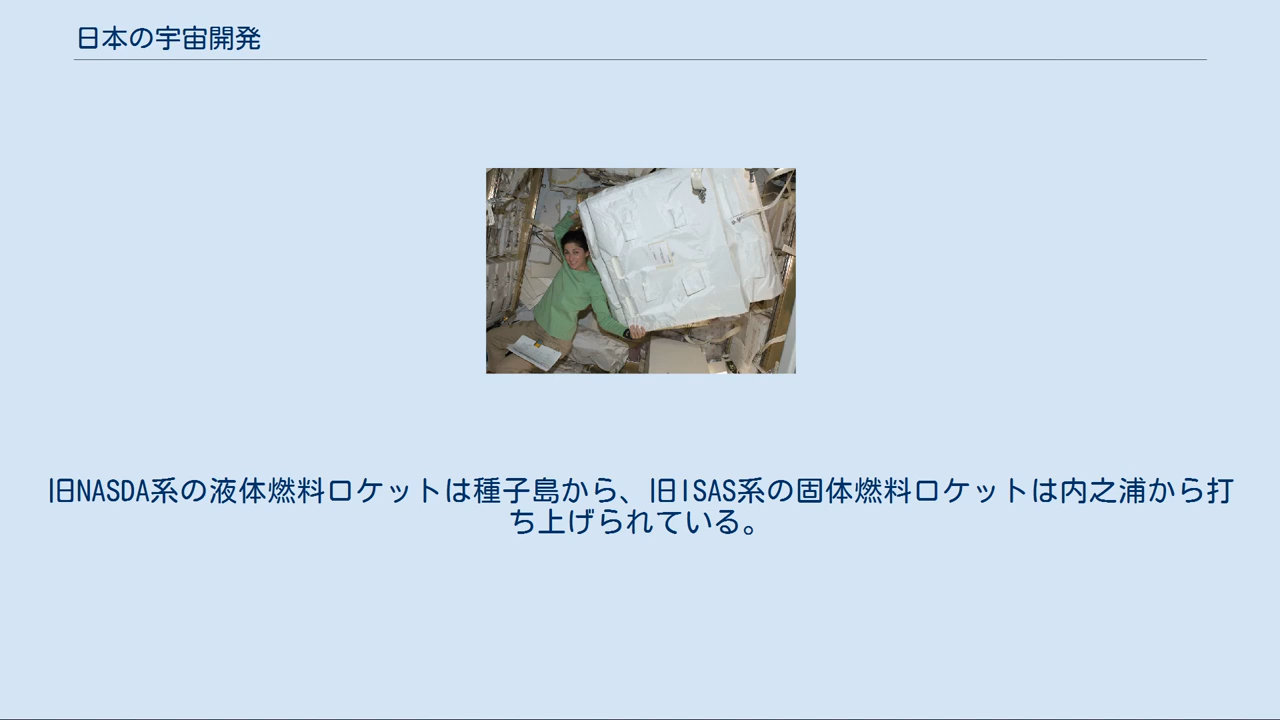 日本の宇宙開発
旧NASDA系の液体燃料ロケットは種子島から、旧ISAS系の固体燃料ロケットは内之浦から打
ち上げられている。